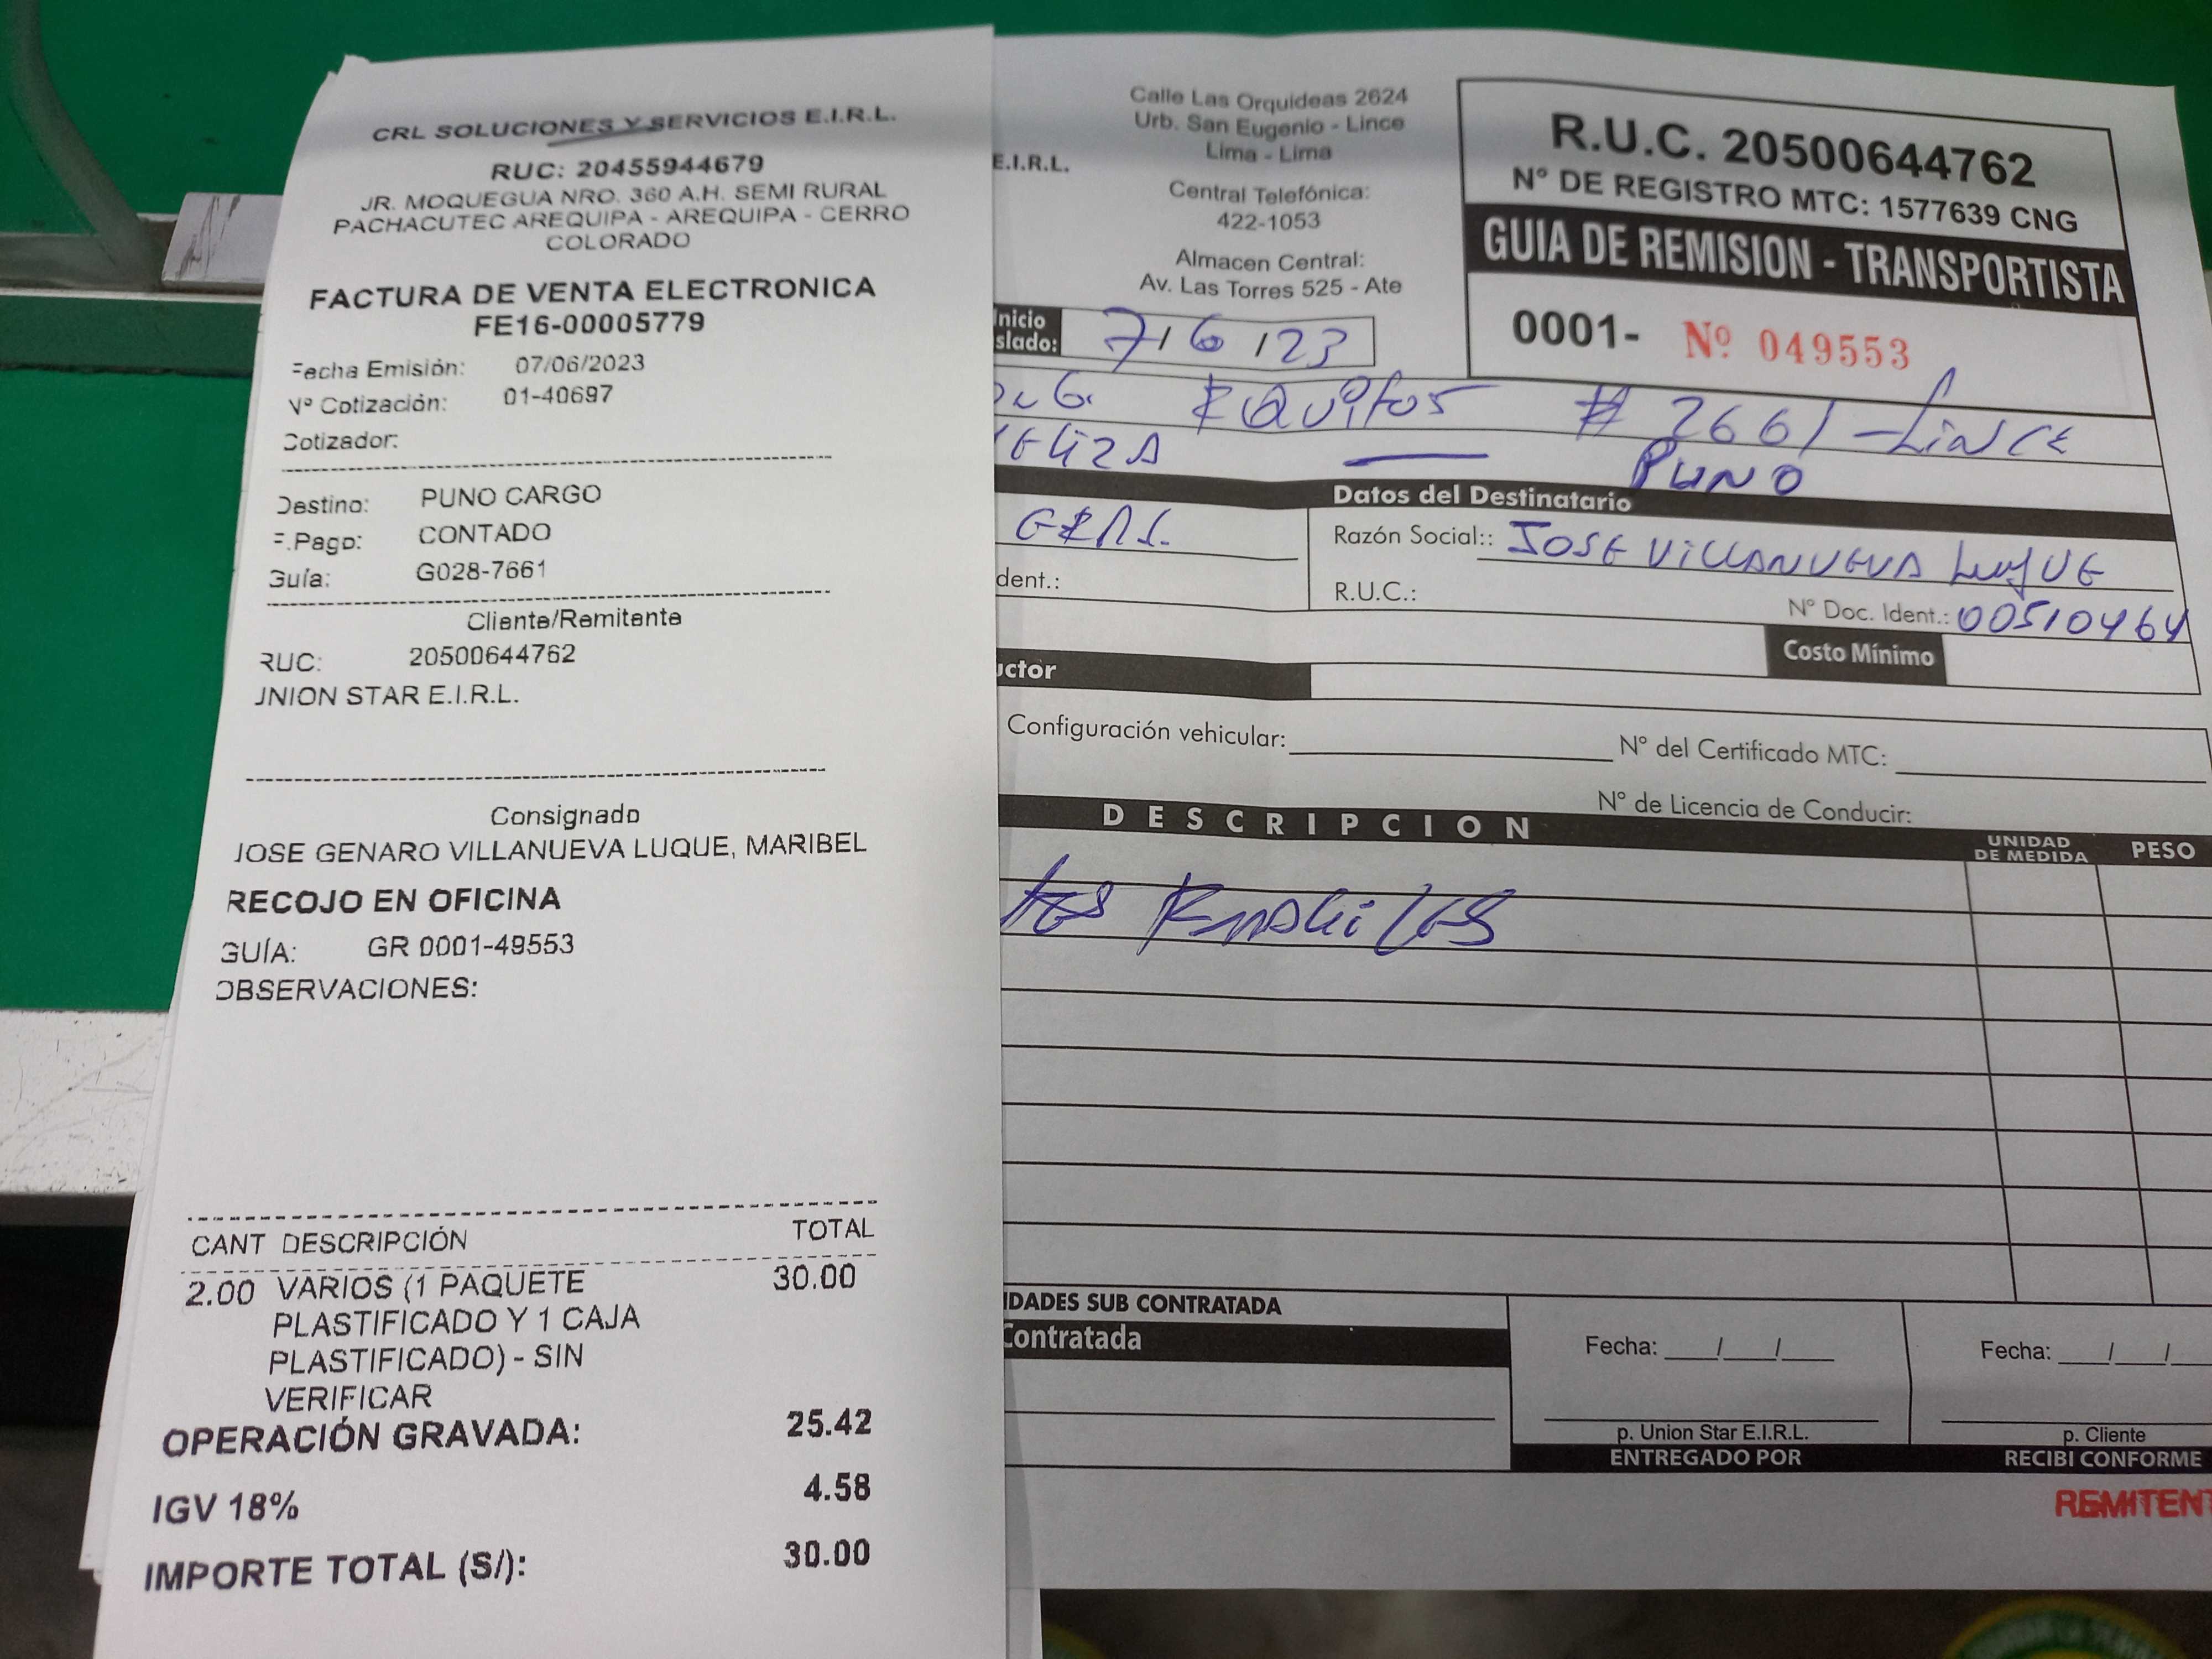 CRL SOLUCIONES Y SERVICIOS E.I.R.L.
RUC: 20455944679
JR. MOQUEGUA NRO. 360 A.H. SEMI RURAL
PACHACUTEC AREQUIPA - AREQUIPA - CERRO
COLORADO
FACTURA DE VENTA ELECTRONICA
FE16-00005779
Fecha Emisión: 07/06/2023
Nº Cotización: 01-40697
Cotizador:
Destino: PUNO CARGO
F.Pago: CONTADO
Guía: G028-7661
Cliente/Remitente
RUC: 20500644762
UNION STAR E.I.R.L.
Consignado
JOSE GENARO VILLANUEVA LUQUE, MARIBEL
RECOJO EN OFICINA
GUÍA: GR 0001-49553
OBSERVACIONES:
CANT DESCRIPCIÓN TOTAL
2.00 VARIOS (1 PAQUETE 30.00
PLASTIFICADO Y 1 CAJA
PLASTIFICADO) - SIN
VERIFICAR
OPERACIÓN GRAVADA: 25.42
IGV 18% 4.58
IMPORTE TOTAL (S/): 30.00
E.I.R.L.
Calle Las Orquideas 2624
Urb. San Eugenio - Lince
Lima - Lima
Central Telefónica:
422-1053
Almacen Central:
Av. Las Torres 525 - Ate
R.U.C. 20500644762
Nº DE REGISTRO MTC: 1577639 CNG
GUIA DE REMISION - TRANSPORTISTA
0001- Nº 049553
Inicio
slado: 7/6/23
# 2661 - LINCE
PUNO
Datos del Destinatario
Razón Social:: JOSE VILLANUEVA LUQUE
dent.:
R.U.C.: Nº Doc. Ident.: 00510464
Costo Mínimo
uctor
Configuración vehicular: Nº del Certificado MTC:
Nº de Licencia de Conducir:
DESCRIPCION UNIDAD DE MEDIDA PESO
IDADES SUB CONTRATADA
Contratada
Fecha: / / Fecha: / /
p. Union Star E.I.R.L. p. Cliente
ENTREGADO POR RECIBI CONFORME
REMITENT